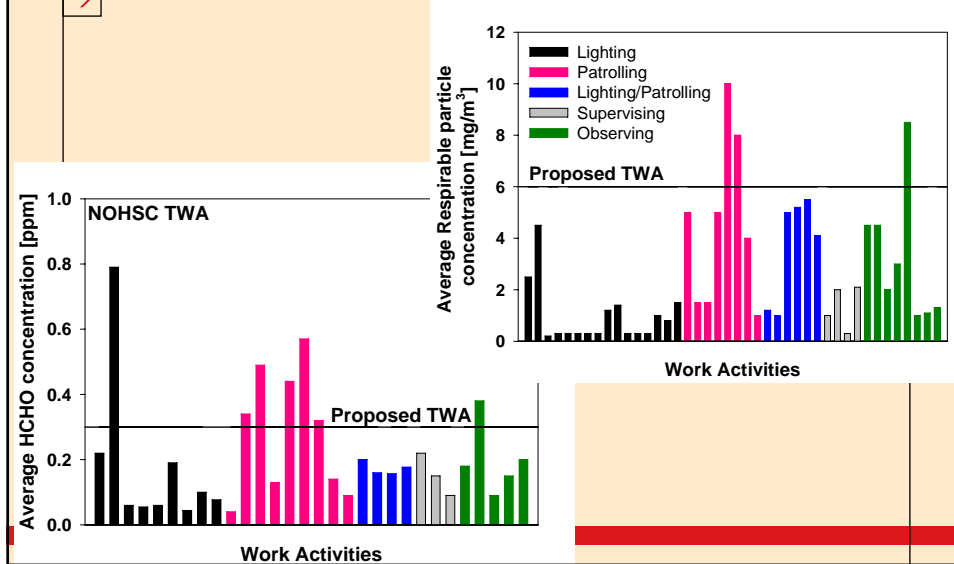 12
10
8
6
4
2
0
Average Respirable particle
concentration [mg/m³]
Lighting
Patrolling
Lighting/Patrolling
Supervising
Observing
Proposed TWA
Work Activities
1.0
0.8
0.6
0.4
0.2
0.0
Average HCHO concentration [ppm]
NOHSC TWA
Proposed TWA
Work Activities